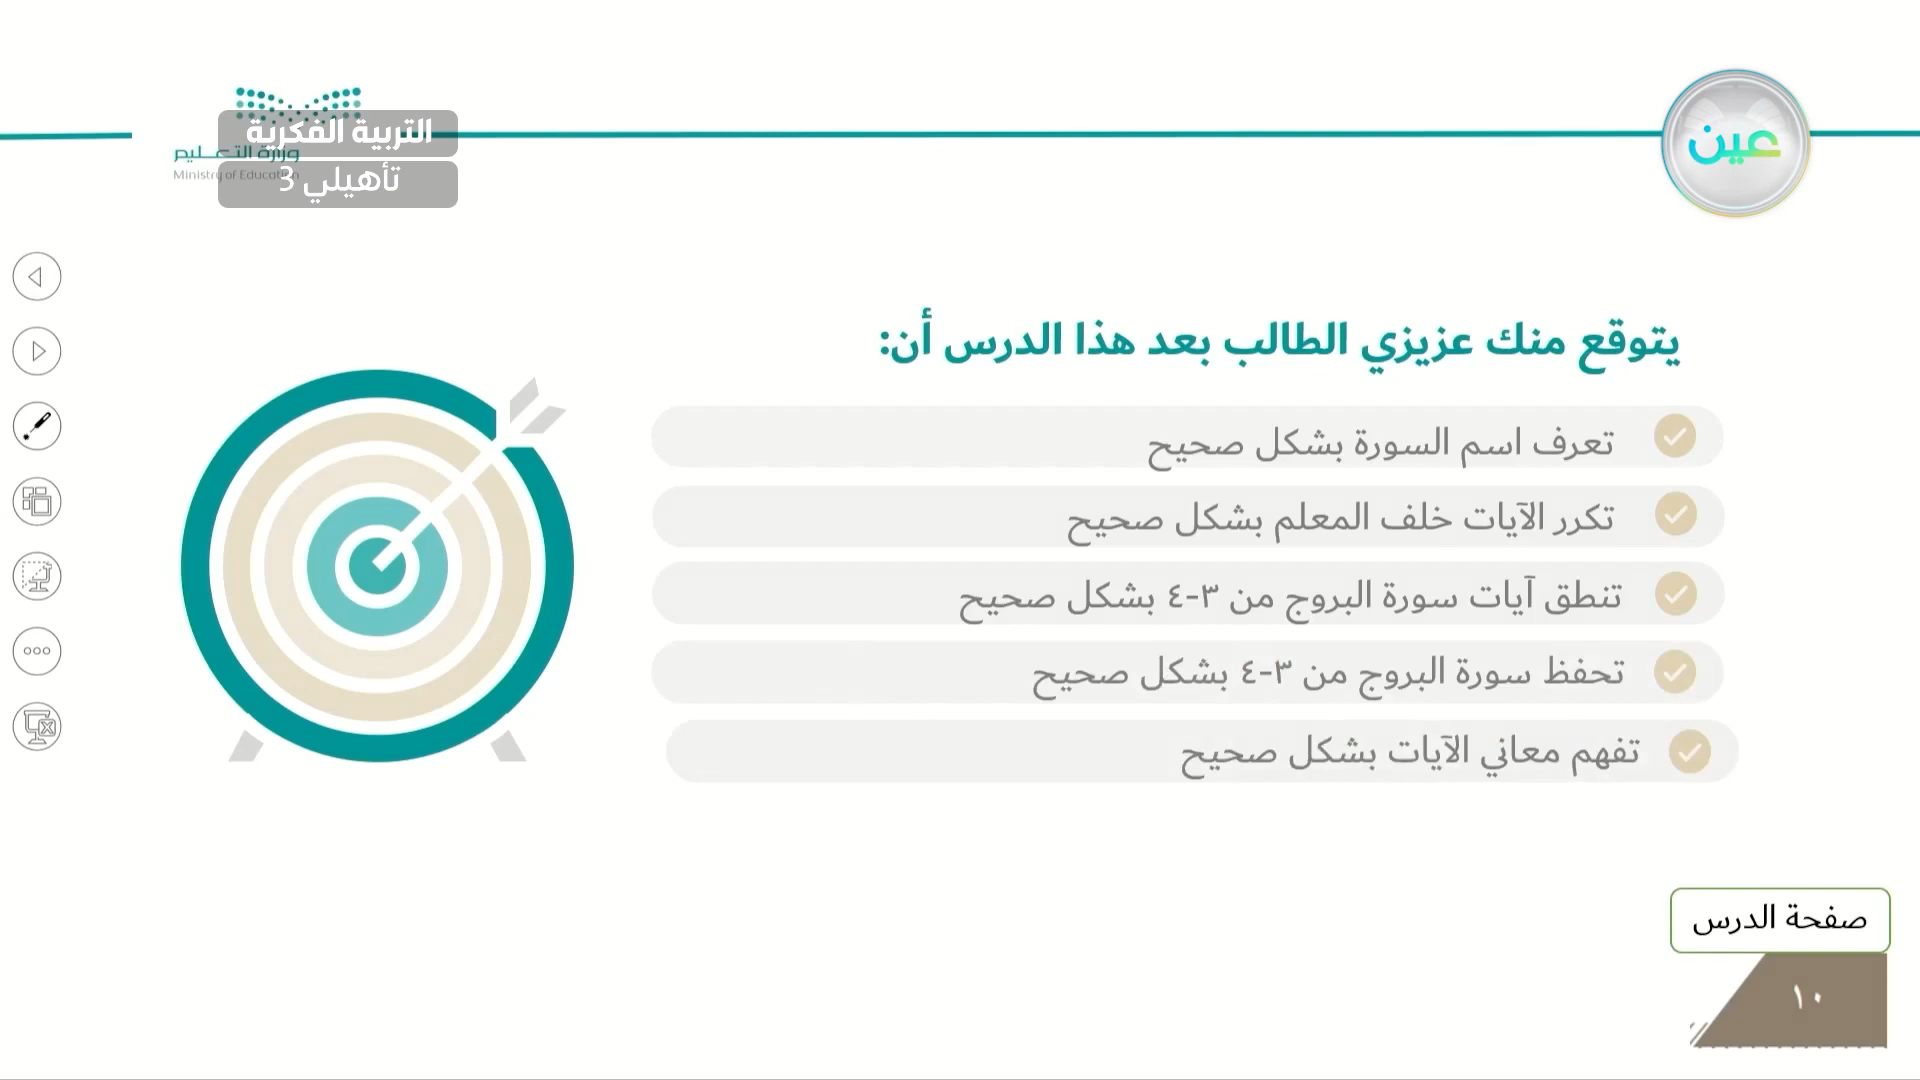 التربية الفكرية
تأهيلي 3
وزارة التعليم
Ministry of Education
عين
يتوقع منك عزيزي الطالب بعد هذا الدرس أن:
تعرف اسم السورة بشكل صحيح
تكرر الآيات خلف المعلم بشكل صحيح
تنطق آيات سورة البروج من ٣-٤ بشكل صحيح
تحفظ سورة البروج من ٣-٤ بشكل صحيح
تفهم معاني الآيات بشكل صحيح
صفحة الدرس
١٠